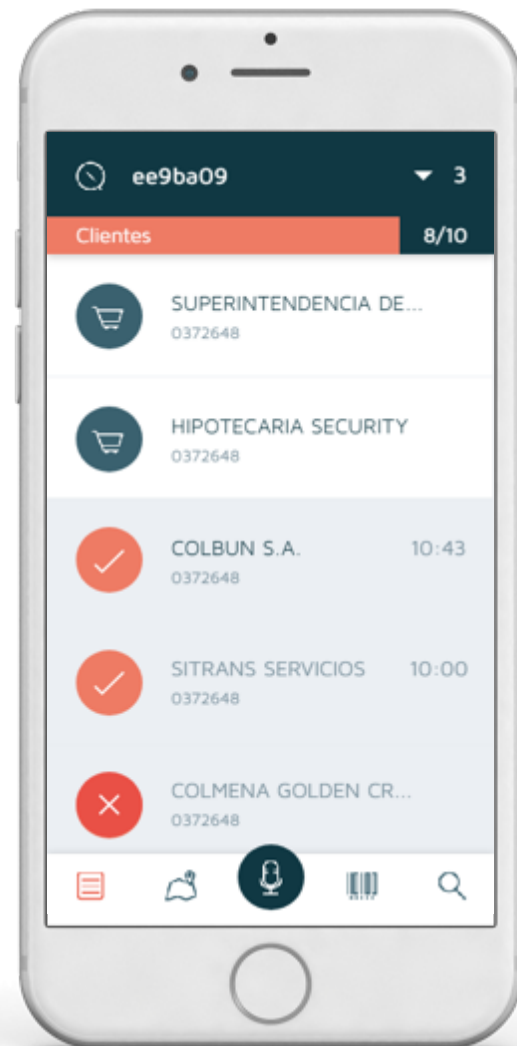 ee9ba09
3
Clientes
8/10
SUPERINTENDENCIA DE...
0372648
HIPOTECARIA SECURITY
0372648
COLBUN S.A.
10:43
0372648
SITRANS SERVICIOS
10:00
0372648
COLMENA GOLDEN CR...
0372648